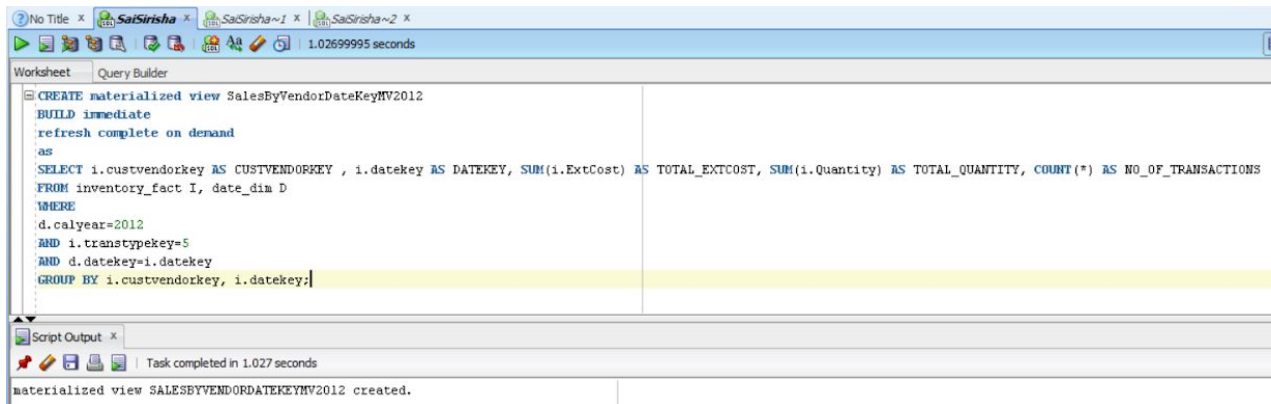 No Title x SaiSirisha x SaiSirisha~1 x SaiSirisha~2 x
1.02699995 seconds
Worksheet Query Builder
CREATE materialized view SalesByVendorDateKeyMV2012
BUILD immediate
refresh complete on demand
as
SELECT i.custvendorkey AS CUSTVENDORKEY , i.datekey AS DATEKEY, SUM(i.ExtCost) AS TOTAL_EXTCOST, SUM(i.Quantity) AS TOTAL_QUANTITY, COUNT(*) AS NO_OF_TRANSACTIONS
FROM inventory_fact I, date_dim D
WHERE
d.calyear=2012
AND i.transtypekey=5
AND d.datekey=i.datekey
GROUP BY i.custvendorkey, i.datekey;
Script Output x
Task completed in 1.027 seconds
materialized view SALESBYVENDORDATEKEYMV2012 created.